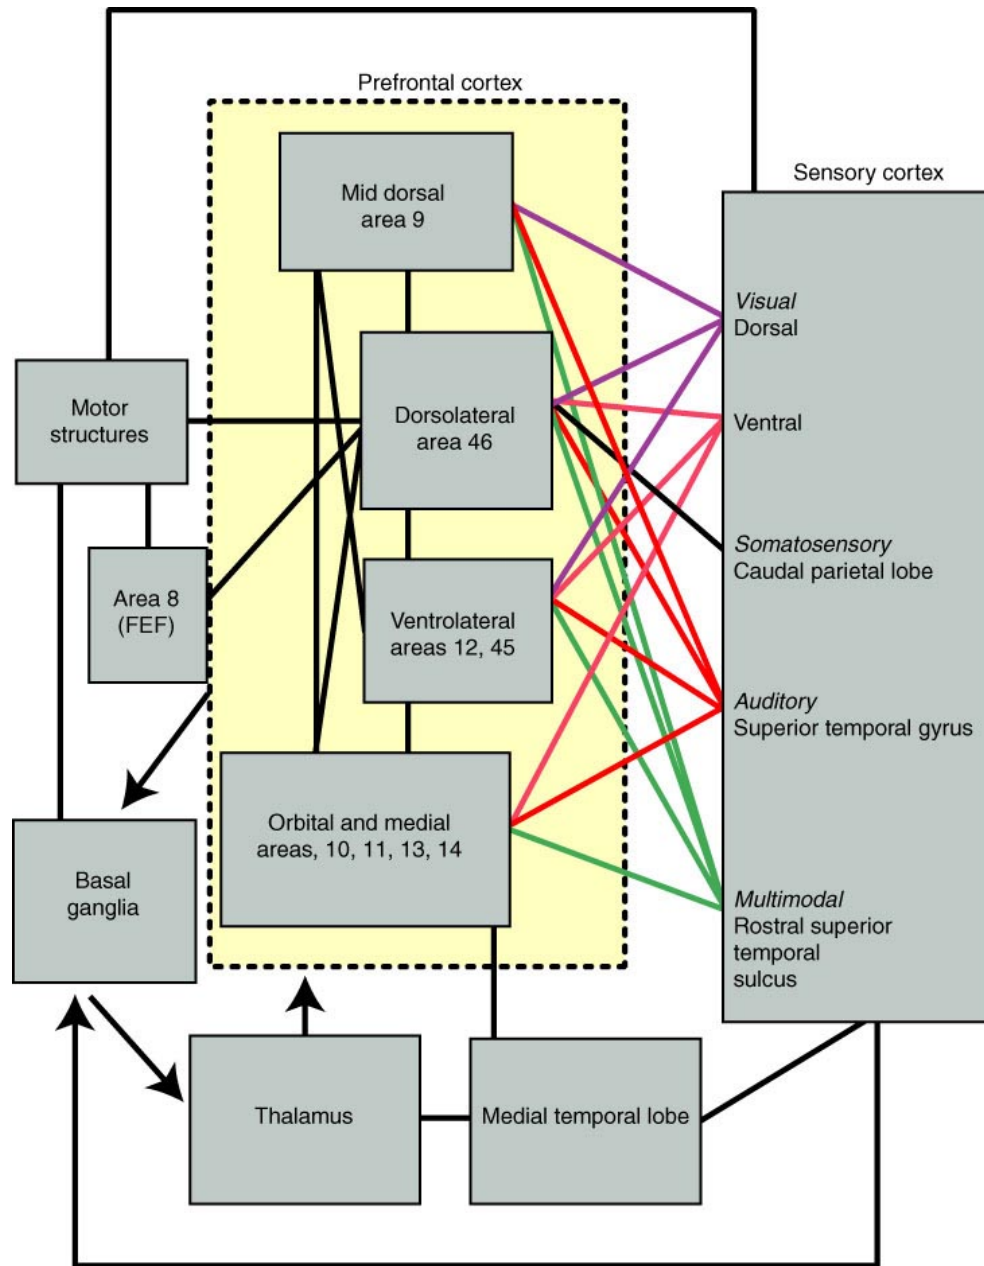 Prefrontal cortex
Sensory cortex
Mid dorsal
area 9
Visual
Dorsal
Motor
structures
Dorsolateral
area 46
Ventral
Somatosensory
Caudal parietal lobe
Area 8
(FEF)
Ventrolateral
areas 12, 45
Auditory
Superior temporal gyrus
Orbital and medial
areas, 10, 11, 13, 14
Basal
ganglia
Multimodal
Rostral superior
temporal
sulcus
Thalamus
Medial temporal lobe